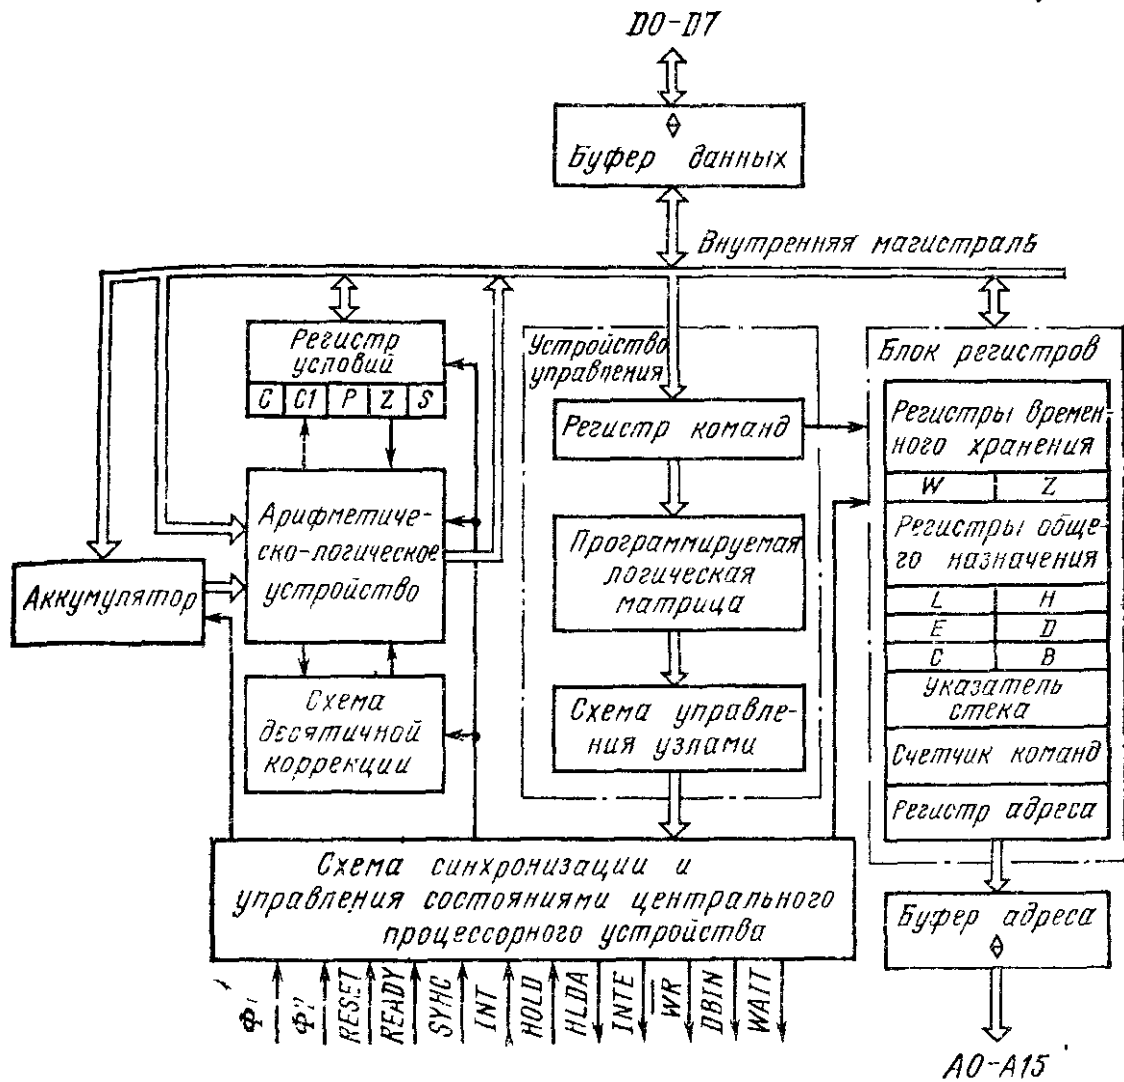 D0-D7
Буфер данных
Внутренняя магистраль
Регистр
условий
C C1 P Z S
Арифметиче-
ско-логическое
устройство
Аккумулятор
Схема
десятичной
коррекции
Устройство
управления
Регистр команд
Программируемая
логическая
матрица
Схема управле-
ния узлами
Блок регистров
Регистры времен-
ного хранения
W Z
Регистры обще-
го назначения
L H
E D
C B
Указатель
стека
Счетчик команд
Регистр адреса
Схема синхронизации и
управления состояниями центрального
процессорного устройства
Буфер адреса
Ф1
Ф2
RESET
READY
SYNC
INT
HOLD
HLDA
INTE
W̅R̅
DBIN
WAIT
A0-A15